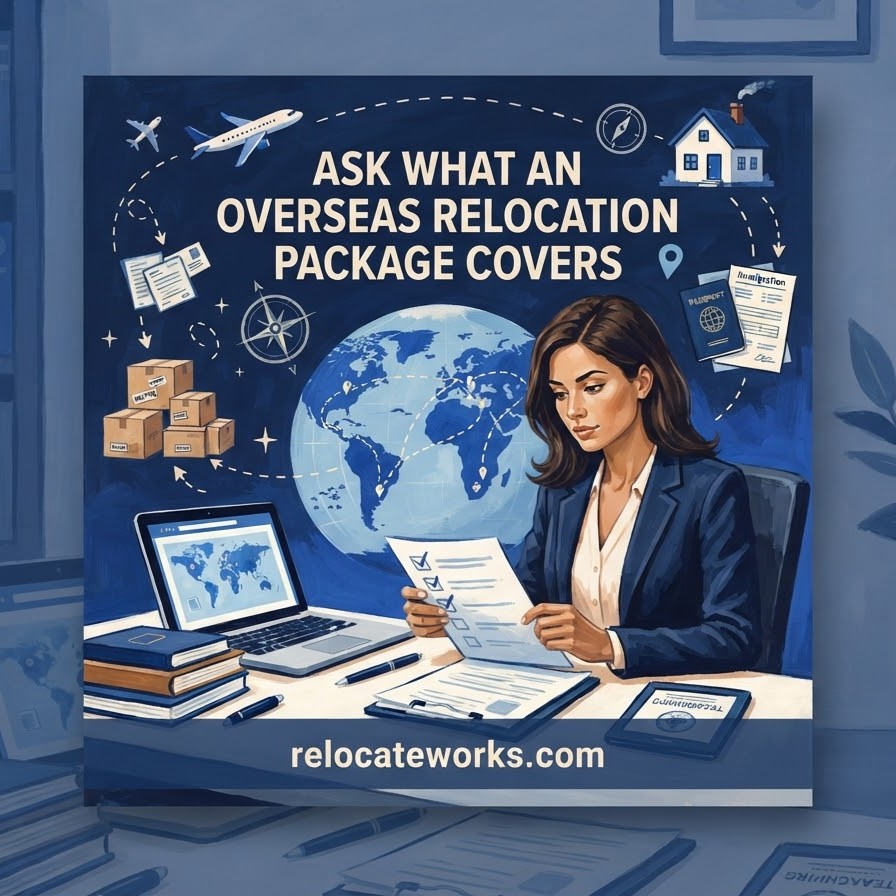 ASK WHAT AN
OVERSEAS RELOCATION
PACKAGE COVERS
relocateworks.com